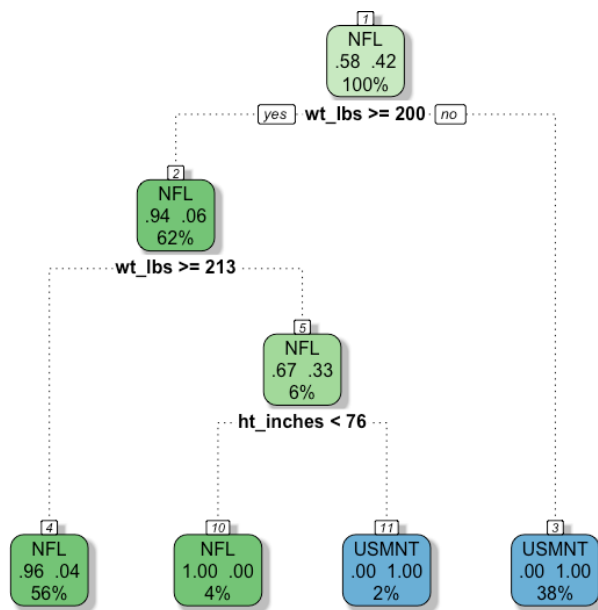 1
NFL
.58 .42
100%
yes wt_lbs >= 200 no
2
NFL
.94 .06
62%
wt_lbs >= 213
5
NFL
.67 .33
6%
ht_inches < 76
4 10 11 3
NFL NFL USMNT USMNT
.96 .04 1.00 .00 .00 1.00 .00 1.00
56% 4% 2% 38%